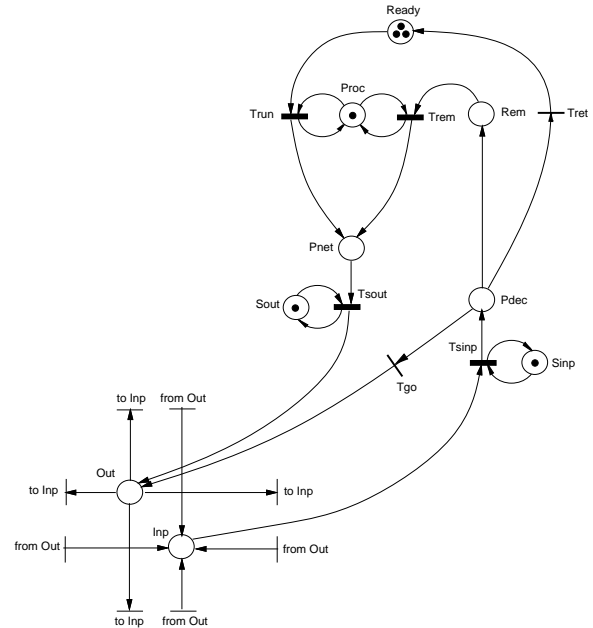 Ready
Proc
Trun
Trem
Rem
Tret
Pnet
Sout
Tsout
Pdec
Tsinp
Sinp
Tgo
to Inp
from Out
Out
to Inp
to Inp
Inp
from Out
from Out
to Inp
from Out